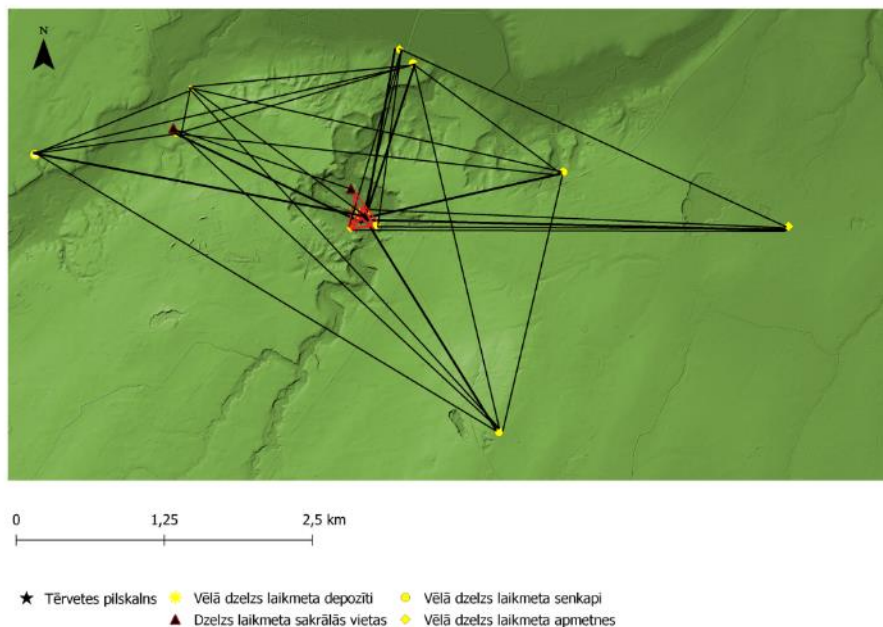 N
0 1,25 2,5 km
Tērvetes pilskalns Vēlā dzelzs laikmeta depozīti Vēlā dzelzs laikmeta senkapi
Dzelzs laikmeta sakrālās vietas Vēlā dzelzs laikmeta apmetnes